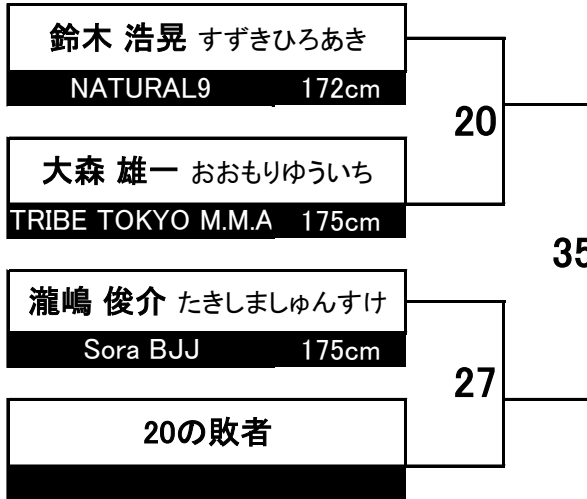 鈴木 浩晃 すずきひろあき
NATURAL9 172cm
20
大森 雄一 おおもりゆういち
TRIBE TOKYO M.M.A 175cm
35
瀧嶋 俊介 たきしましゅんすけ
Sora BJJ 175cm
27
20の敗者